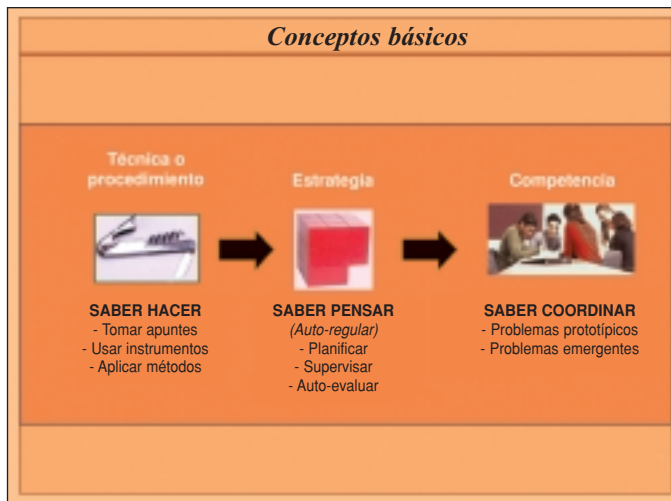 Conceptos básicos
Técnica o
procedimiento
Estrategia
Competencia
SABER HACER
- Tomar apuntes
- Usar instrumentos
- Aplicar métodos
SABER PENSAR
(Auto-regular)
- Planificar
- Supervisar
- Auto-evaluar
SABER COORDINAR
- Problemas prototípicos
- Problemas emergentes